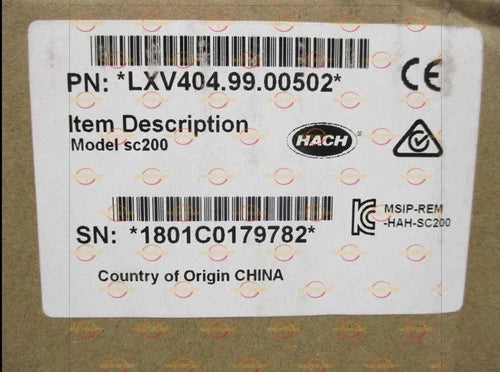 PN: *LXV404.99.00502*
CE
Item Description
Model sc200
HACH®
SN: *1801C0179782*
MSIP-REM
-HAH-SC200
Country of Origin CHINA